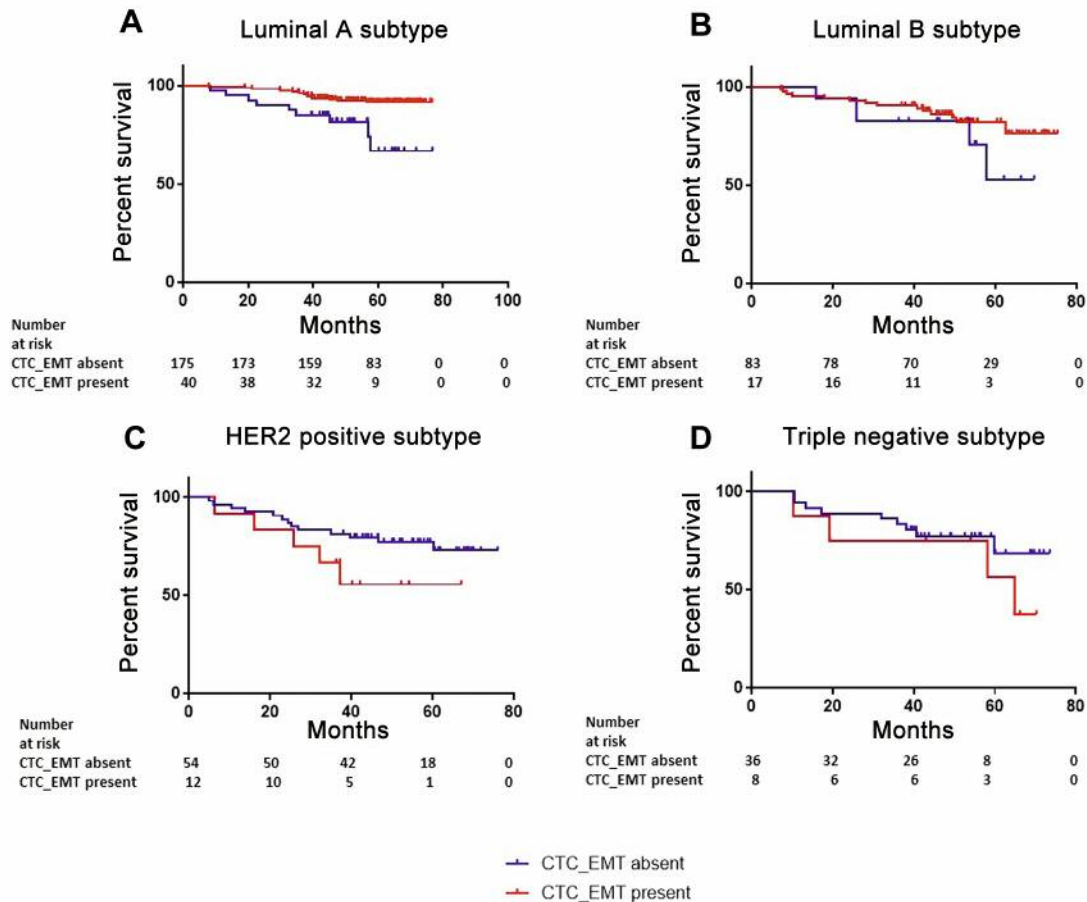 A
Luminal A subtype
Percent survival
100
50
0
0 20 40 60 80 100
Months
Number
at risk
CTC_EMT absent 175 173 159 83 0 0
CTC_EMT present 40 38 32 9 0 0
B
Luminal B subtype
Percent survival
100
50
0
0 20 40 60 80
Months
Number
at risk
CTC_EMT absent 83 78 70 29 0
CTC_EMT present 17 16 11 3 0
C
HER2 positive subtype
Percent survival
100
50
0
0 20 40 60 80
Months
Number
at risk
CTC_EMT absent 54 50 42 18 0
CTC_EMT present 12 10 5 1 0
D
Triple negative subtype
Percent survival
100
50
0
0 20 40 60 80
Months
Number
at risk
CTC_EMT absent 36 32 26 8 0
CTC_EMT present 8 6 6 3 0
CTC_EMT absent
CTC_EMT present